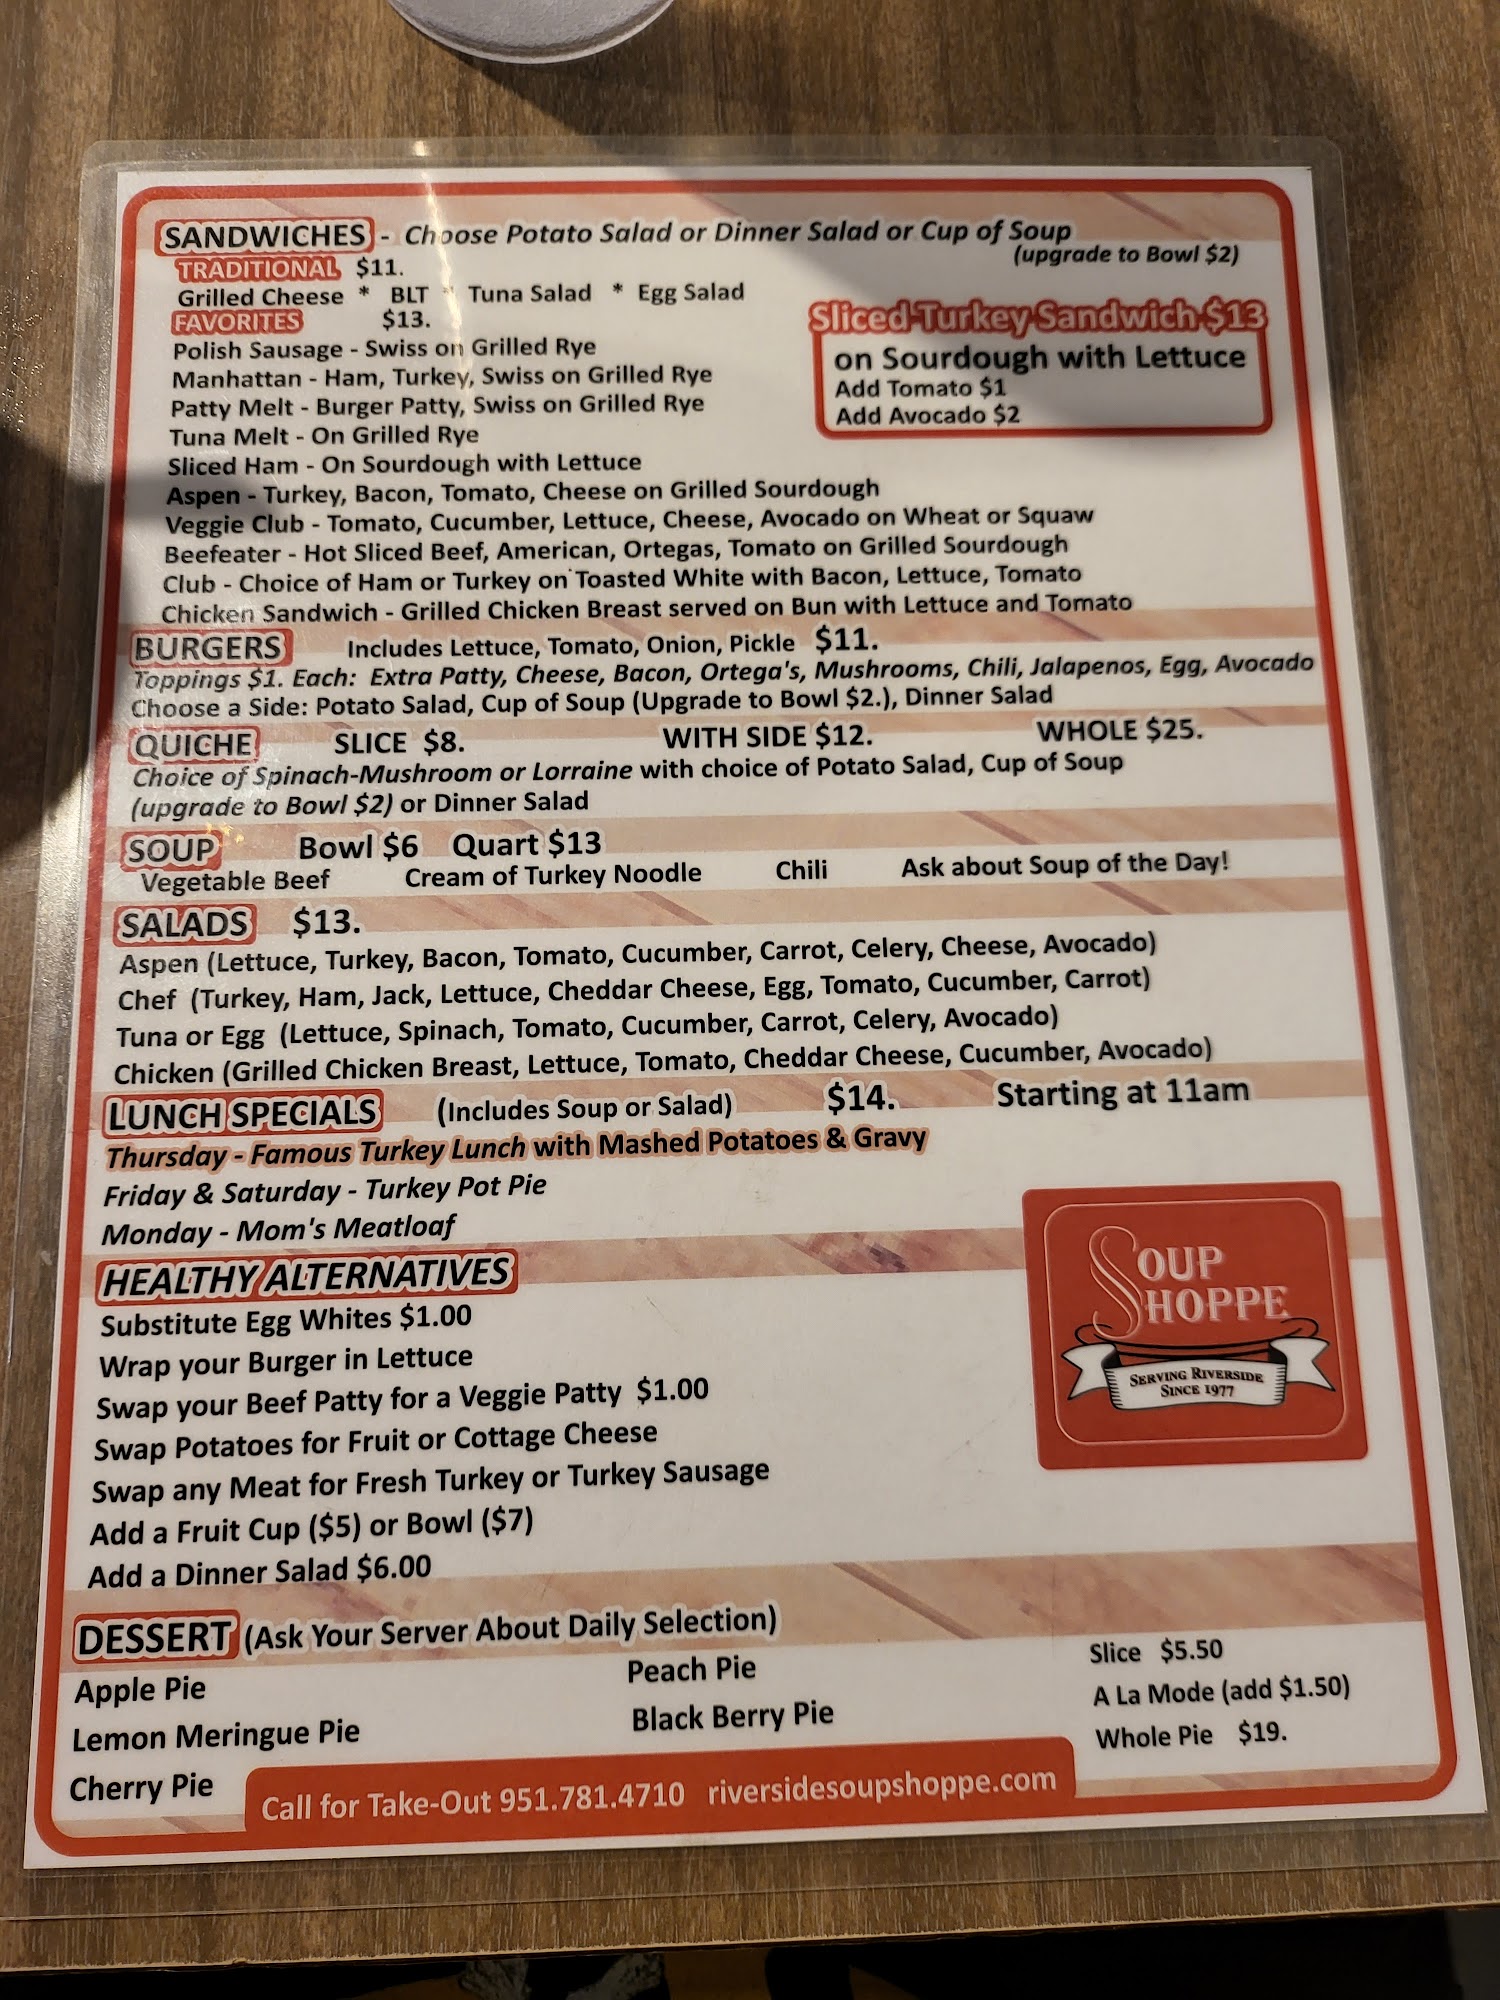 SANDWICHES - Choose Potato Salad or Dinner Salad or Cup of Soup
(upgrade to Bowl $2)
TRADITIONAL $11.
Grilled Cheese * BLT * Tuna Salad * Egg Salad
FAVORITES $13.
Polish Sausage - Swiss on Grilled Rye
Manhattan - Ham, Turkey, Swiss on Grilled Rye
Patty Melt - Burger Patty, Swiss on Grilled Rye
Tuna Melt - On Grilled Rye
Sliced Ham - On Sourdough with Lettuce
Aspen - Turkey, Bacon, Tomato, Cheese on Grilled Sourdough
Veggie Club - Tomato, Cucumber, Lettuce, Cheese, Avocado on Wheat or Squaw
Beefeater - Hot Sliced Beef, American, Ortegas, Tomato on Grilled Sourdough
Club - Choice of Ham or Turkey on Toasted White with Bacon, Lettuce, Tomato
Chicken Sandwich - Grilled Chicken Breast served on Bun with Lettuce and Tomato
Sliced Turkey Sandwich $13
on Sourdough with Lettuce
Add Tomato $1
Add Avocado $2
BURGERS Includes Lettuce, Tomato, Onion, Pickle $11.
Toppings $1. Each: Extra Patty, Cheese, Bacon, Ortega's, Mushrooms, Chili, Jalapenos, Egg, Avocado
Choose a Side: Potato Salad, Cup of Soup (Upgrade to Bowl $2.), Dinner Salad
QUICHE SLICE $8. WITH SIDE $12. WHOLE $25.
Choice of Spinach-Mushroom or Lorraine with choice of Potato Salad, Cup of Soup
(upgrade to Bowl $2) or Dinner Salad
SOUP Bowl $6 Quart $13
Vegetable Beef Cream of Turkey Noodle Chili Ask about Soup of the Day!
SALADS $13.
Aspen (Lettuce, Turkey, Bacon, Tomato, Cucumber, Carrot, Celery, Cheese, Avocado)
Chef (Turkey, Ham, Jack, Lettuce, Cheddar Cheese, Egg, Tomato, Cucumber, Carrot)
Tuna or Egg (Lettuce, Spinach, Tomato, Cucumber, Carrot, Celery, Avocado)
Chicken (Grilled Chicken Breast, Lettuce, Tomato, Cheddar Cheese, Cucumber, Avocado)
LUNCH SPECIALS (Includes Soup or Salad) $14. Starting at 11am
Thursday - Famous Turkey Lunch with Mashed Potatoes & Gravy
Friday & Saturday - Turkey Pot Pie
Monday - Mom's Meatloaf
HEALTHY ALTERNATIVES
Substitute Egg Whites $1.00
Wrap your Burger in Lettuce
Swap your Beef Patty for a Veggie Patty $1.00
Swap Potatoes for Fruit or Cottage Cheese
Swap any Meat for Fresh Turkey or Turkey Sausage
Add a Fruit Cup ($5) or Bowl ($7)
Add a Dinner Salad $6.00
SOUP
SHOPPE
SERVING RIVERSIDE
SINCE 1977
DESSERT (Ask Your Server About Daily Selection)
Apple Pie Peach Pie Slice $5.50
Lemon Meringue Pie Black Berry Pie A La Mode (add $1.50)
Cherry Pie Whole Pie $19.
Call for Take-Out 951.781.4710 riversidesoupshoppe.com